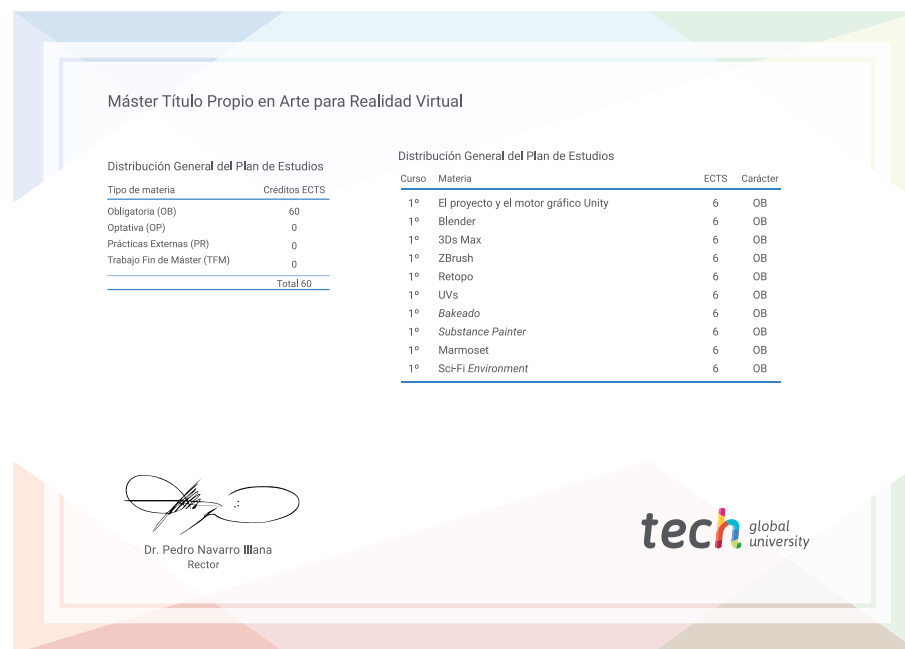 Máster Título Propio en Arte para Realidad Virtual
Distribución General del Plan de Estudios
Tipo de materia Créditos ECTS
Obligatoria (OB) 60
Optativa (OP) 0
Prácticas Externas (PR) 0
Trabajo Fin de Máster (TFM) 0
Total 60
Distribución General del Plan de Estudios
Curso Materia ECTS Carácter
1º El proyecto y el motor gráfico Unity 6 OB
1º Blender 6 OB
1º 3Ds Max 6 OB
1º ZBrush 6 OB
1º Retopo 6 OB
1º UVs 6 OB
1º Bakeado 6 OB
1º Substance Painter 6 OB
1º Marmoset 6 OB
1º Sci-Fi Environment 6 OB
Dr. Pedro Navarro Illana
Rector
tech global
university